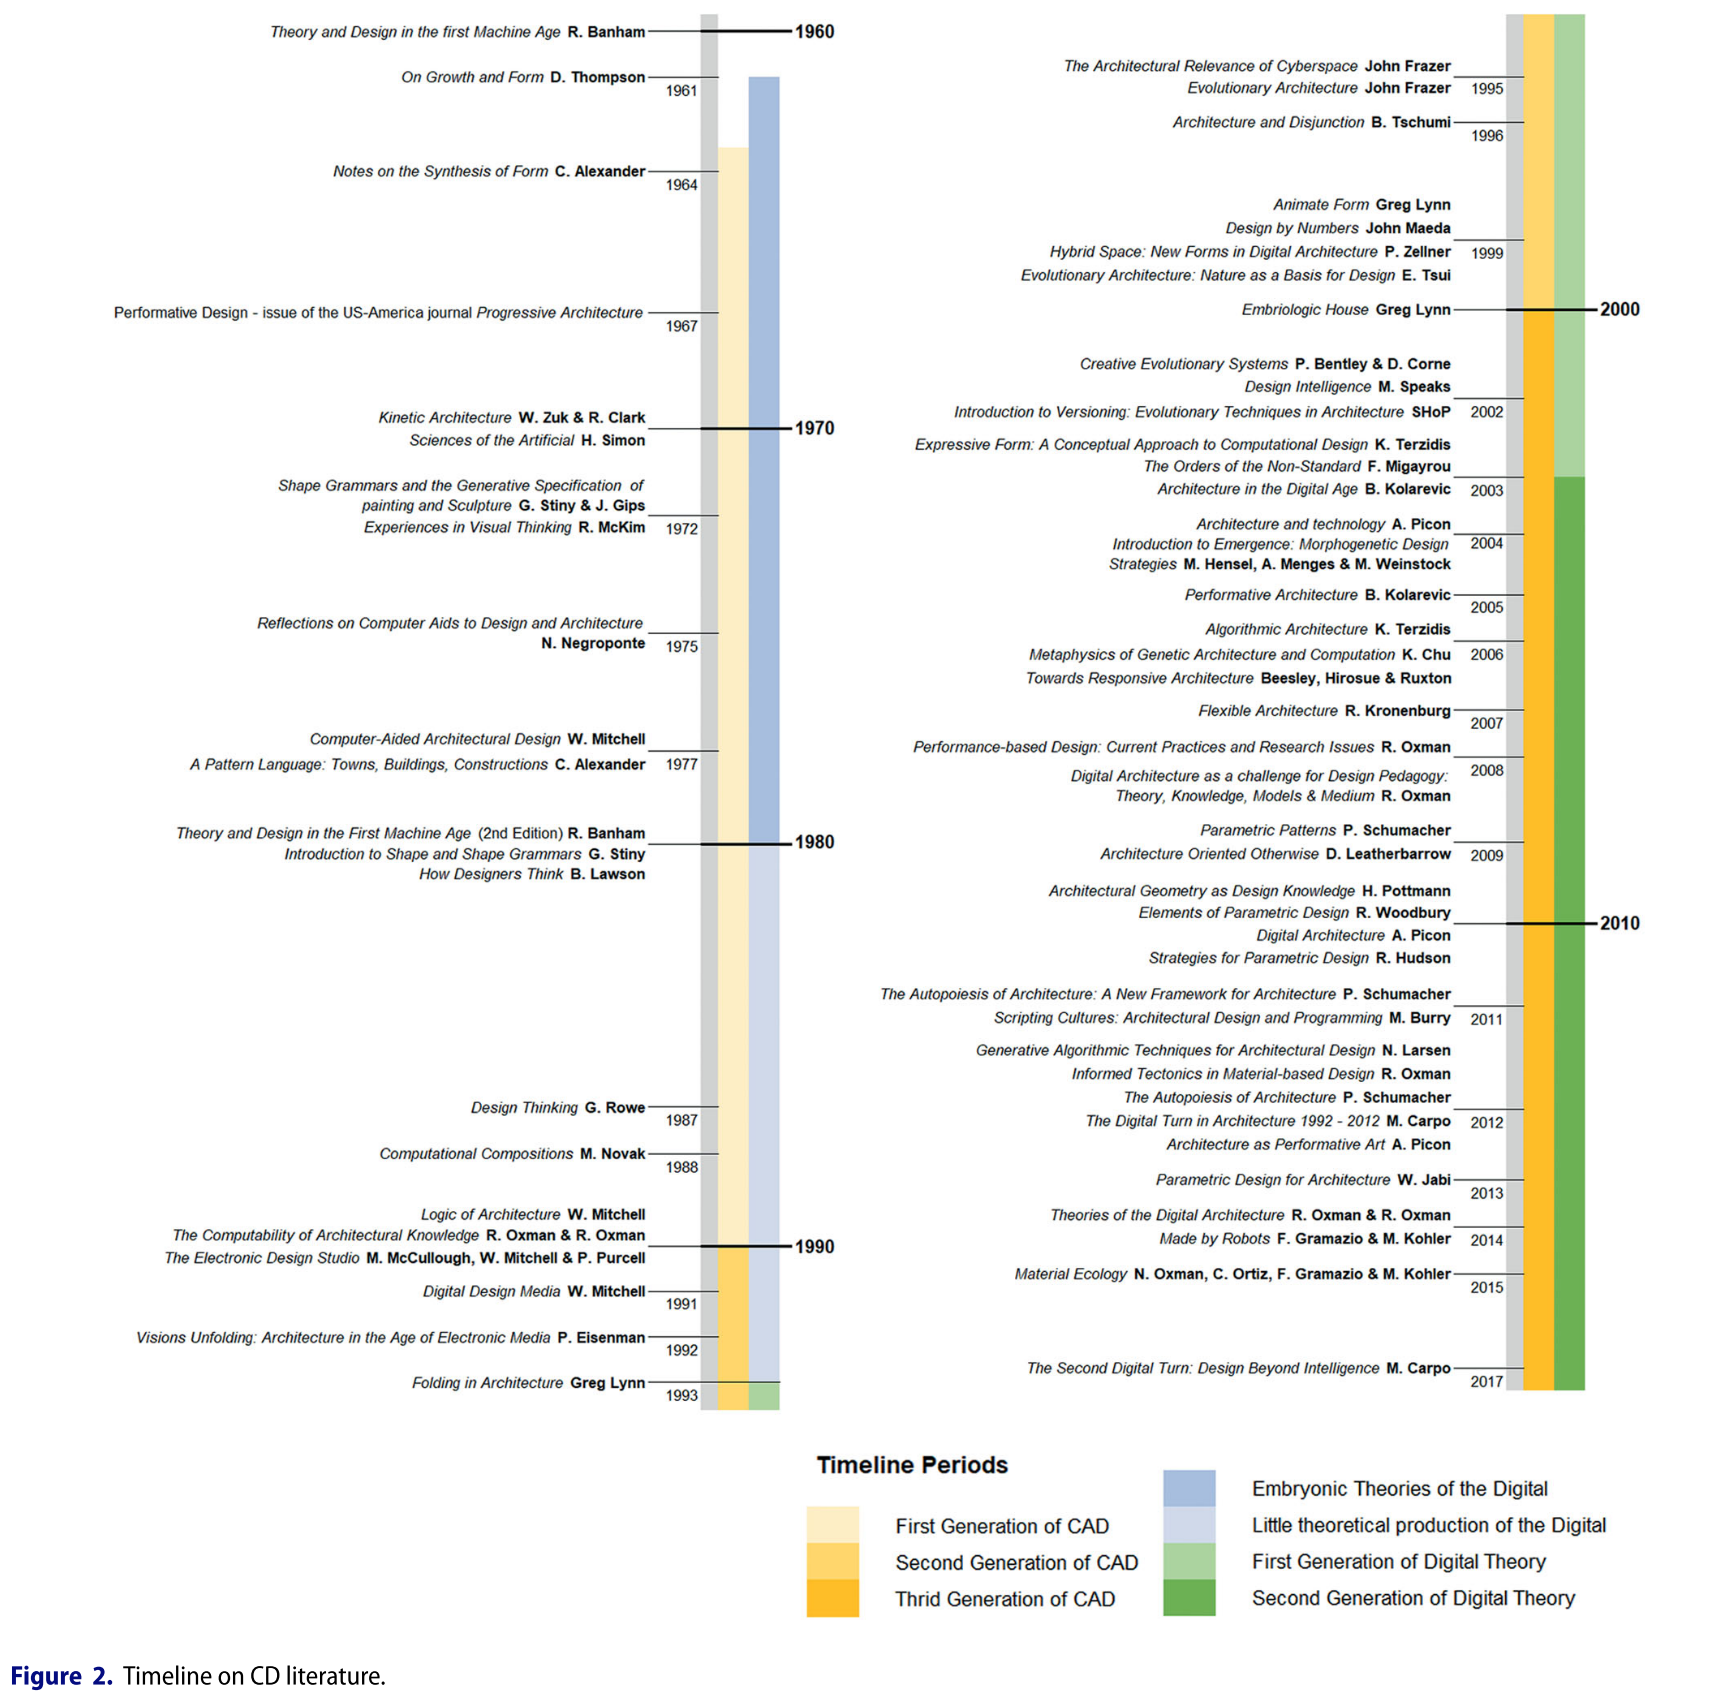 Theory and Design in the first Machine Age R. Banham
1960
On Growth and Form D. Thompson
1961
Notes on the Synthesis of Form C. Alexander
1964
Performative Design - issue of the US-America journal Progressive Architecture
1967
Kinetic Architecture W. Zuk & R. Clark
1970
Sciences of the Artificial H. Simon
Shape Grammars and the Generative Specification of
painting and Sculpture G. Stiny & J. Gips
Experiences in Visual Thinking R. McKim
1972
Reflections on Computer Aids to Design and Architecture
N. Negroponte
1975
Computer-Aided Architectural Design W. Mitchell
A Pattern Language: Towns, Buildings, Constructions C. Alexander
1977
Theory and Design in the First Machine Age (2nd Edition) R. Banham
1980
Introduction to Shape and Shape Grammars G. Stiny
How Designers Think B. Lawson
Design Thinking G. Rowe
1987
Computational Compositions M. Novak
1988
Logic of Architecture W. Mitchell
The Computability of Architectural Knowledge R. Oxman & R. Oxman
1990
The Electronic Design Studio M. McCullough, W. Mitchell & P. Purcell
Digital Design Media W. Mitchell
1991
Visions Unfolding: Architecture in the Age of Electronic Media P. Eisenman
1992
Folding in Architecture Greg Lynn
1993
The Architectural Relevance of Cyberspace John Frazer
Evolutionary Architecture John Frazer
1995
Architecture and Disjunction B. Tschumi
1996
Animate Form Greg Lynn
Design by Numbers John Maeda
Hybrid Space: New Forms in Digital Architecture P. Zellner
1999
Evolutionary Architecture: Nature as a Basis for Design E. Tsui
Embriologic House Greg Lynn
2000
Creative Evolutionary Systems P. Bentley & D. Corne
Design Intelligence M. Speaks
Introduction to Versioning: Evolutionary Techniques in Architecture SHoP
2002
Expressive Form: A Conceptual Approach to Computational Design K. Terzidis
The Orders of the Non-Standard F. Migayrou
Architecture in the Digital Age B. Kolarevic
2003
Architecture and technology A. Picon
Introduction to Emergence: Morphogenetic Design
2004
Strategies M. Hensel, A. Menges & M. Weinstock
Performative Architecture B. Kolarevic
2005
Algorithmic Architecture K. Terzidis
Metaphysics of Genetic Architecture and Computation K. Chu
2006
Towards Responsive Architecture Beesley, Hirosue & Ruxton
Flexible Architecture R. Kronenburg
2007
Performance-based Design: Current Practices and Research Issues R. Oxman
2008
Digital Architecture as a challenge for Design Pedagogy:
Theory, Knowledge, Models & Medium R. Oxman
Parametric Patterns P. Schumacher
Architecture Oriented Otherwise D. Leatherbarrow
2009
Architectural Geometry as Design Knowledge H. Pottmann
Elements of Parametric Design R. Woodbury
2010
Digital Architecture A. Picon
Strategies for Parametric Design R. Hudson
The Autopoiesis of Architecture: A New Framework for Architecture P. Schumacher
Scripting Cultures: Architectural Design and Programming M. Burry
2011
Generative Algorithmic Techniques for Architectural Design N. Larsen
Informed Tectonics in Material-based Design R. Oxman
The Autopoiesis of Architecture P. Schumacher
The Digital Turn in Architecture 1992 - 2012 M. Carpo
2012
Architecture as Performative Art A. Picon
Parametric Design for Architecture W. Jabi
2013
Theories of the Digital Architecture R. Oxman & R. Oxman
Made by Robots F. Gramazio & M. Kohler
2014
Material Ecology N. Oxman, C. Ortiz, F. Gramazio & M. Kohler
2015
The Second Digital Turn: Design Beyond Intelligence M. Carpo
2017
Timeline Periods
First Generation of CAD
Second Generation of CAD
Thrid Generation of CAD
Embryonic Theories of the Digital
Little theoretical production of the Digital
First Generation of Digital Theory
Second Generation of Digital Theory
Figure 2. Timeline on CD literature.